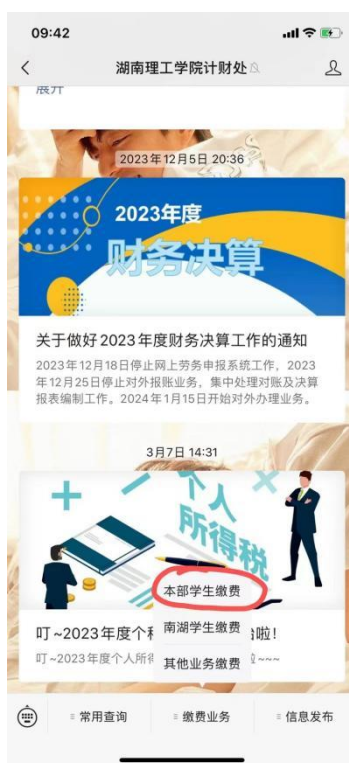 09:42
湖南理工学院计财处
展开
2023年12月5日 20:36
2023年度
财务决算
关于做好2023年度财务决算工作的通知
2023年12月18日停止网上劳务申报系统工作，2023
年12月25日停止对外报账业务，集中处理对账及决算
报表编制工作。2024年1月15日开始对外办理业务。
3月7日 14:31
个人
所得税
本部学生缴费
南湖学生缴费
其他业务缴费
叮~2023年度个
啦！
叮~2023年度个人所
~~~
常用查询
缴费业务
信息发布